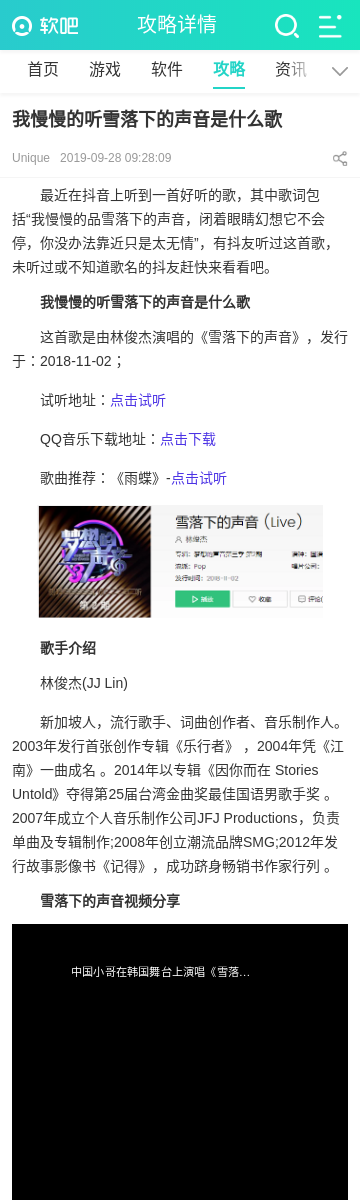 软吧
攻略详情
首页 游戏 软件 攻略 资讯
我慢慢的听雪落下的声音是什么歌
Unique 2019-09-28 09:28:09
最近在抖音上听到一首好听的歌，其中歌词包
括“我慢慢的品雪落下的声音，闭着眼睛幻想它不会
停，你没办法靠近只是太无情”，有抖友听过这首歌，
未听过或不知道歌名的抖友赶快来看看吧。
我慢慢的听雪落下的声音是什么歌
这首歌是由林俊杰演唱的《雪落下的声音》，发行
于：2018-11-02；
试听地址：点击试听
QQ音乐下载地址：点击下载
歌曲推荐：《雨蝶》-点击试听
雪落下的声音 (Live)
林俊杰
流派：Pop
发行时间：2018-11-02
播放 收藏 评论
歌手介绍
林俊杰(JJ Lin)
新加坡人，流行歌手、词曲创作者、音乐制作人。
2003年发行首张创作专辑《乐行者》 ，2004年凭《江
南》一曲成名 。2014年以专辑《因你而在 Stories
Untold》夺得第25届台湾金曲奖最佳国语男歌手奖 。
2007年成立个人音乐制作公司JFJ Productions，负责
单曲及专辑制作;2008年创立潮流品牌SMG;2012年发
行故事影像书《记得》，成功跻身畅销书作家行列 。
雪落下的声音视频分享
中国小哥在韩国舞台上演唱《雪落...